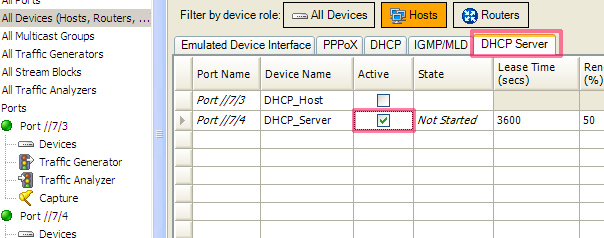 All Ports
All Devices (Hosts, Routers, ...
All Multicast Groups
All Traffic Generators
All Stream Blocks
All Traffic Analyzers
Ports
Port //7/3
Devices
Traffic Generator
Traffic Analyzer
Capture
Port //7/4
Devices
Filter by device role: All Devices Hosts Routers
Emulated Device Interface PPPoX DHCP IGMP/MLD DHCP Server
Port Name Device Name Active State Lease Time (secs) Ren (%)
Port //7/3 DHCP_Host
Port //7/4 DHCP_Server Not Started 3600 50